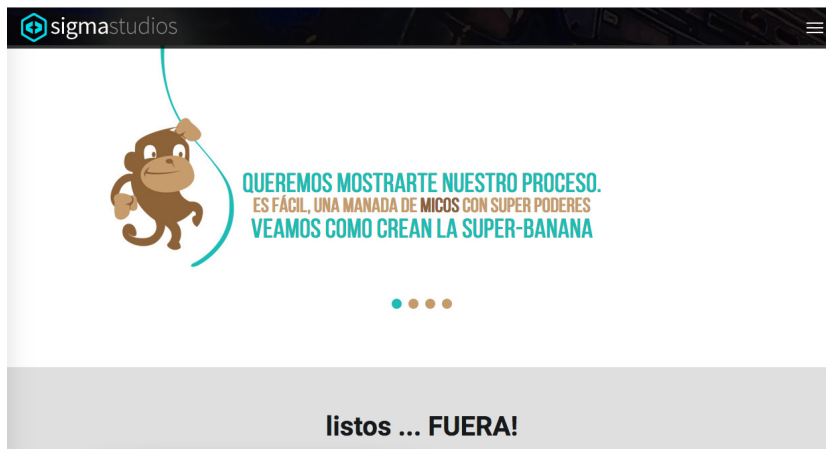 sigmastudios
QUEREMOS MOSTRARTE NUESTRO PROCESO.
ES FÁCIL, UNA MANADA DE MICOS CON SUPER PODERES
VEAMOS COMO CREAN LA SUPER-BANANA
listos ... FUERA!